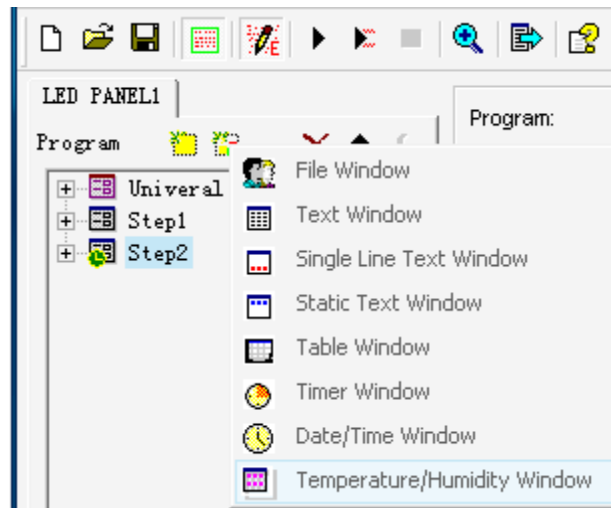 LED PANEL1
Program:
Program
Univeral
Step1
Step2
File Window
Text Window
Single Line Text Window
Static Text Window
Table Window
Timer Window
Date/Time Window
Temperature/Humidity Window
E